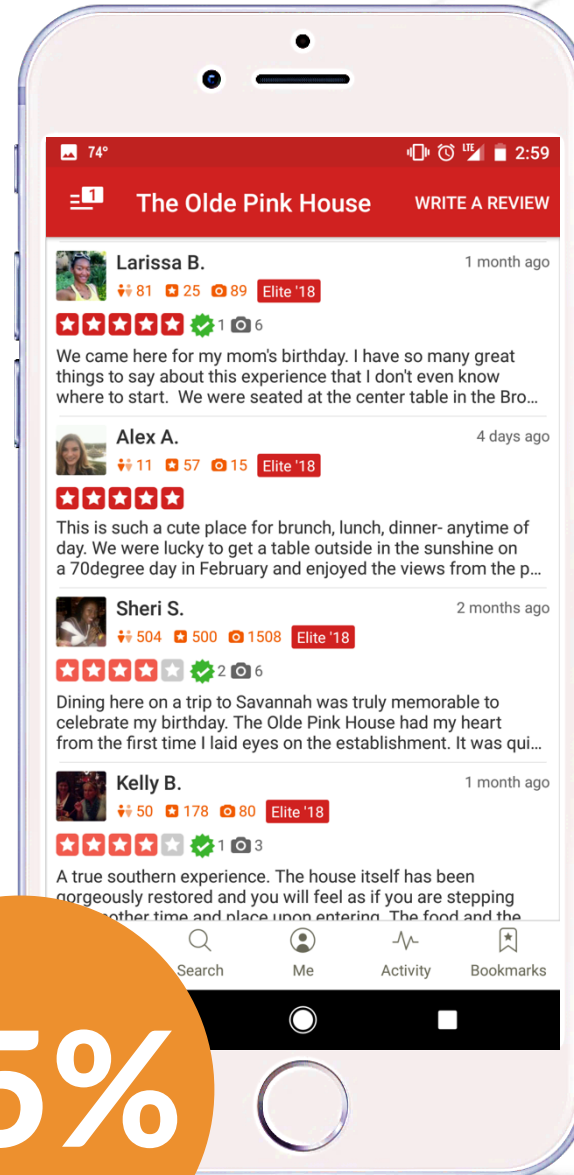 74° LTE 2:59
1 The Olde Pink House WRITE A REVIEW
Larissa B. 1 month ago
81 25 89 Elite '18
1 6
We came here for my mom's birthday. I have so many great
things to say about this experience that I don't even know
where to start. We were seated at the center table in the Bro...
Alex A. 4 days ago
11 57 15 Elite '18
This is such a cute place for brunch, lunch, dinner- anytime of
day. We were lucky to get a table outside in the sunshine on
a 70degree day in February and enjoyed the views from the p...
Sheri S. 2 months ago
504 500 1508 Elite '18
2 6
Dining here on a trip to Savannah was truly memorable to
celebrate my birthday. The Olde Pink House had my heart
from the first time I laid eyes on the establishment. It was qui...
Kelly B. 1 month ago
50 178 80 Elite '18
1 3
A true southern experience. The house itself has been
gorgeously restored and you will feel as if you are stepping
time and place upon entering. The food and the
Search Me Activity Bookmarks
5%